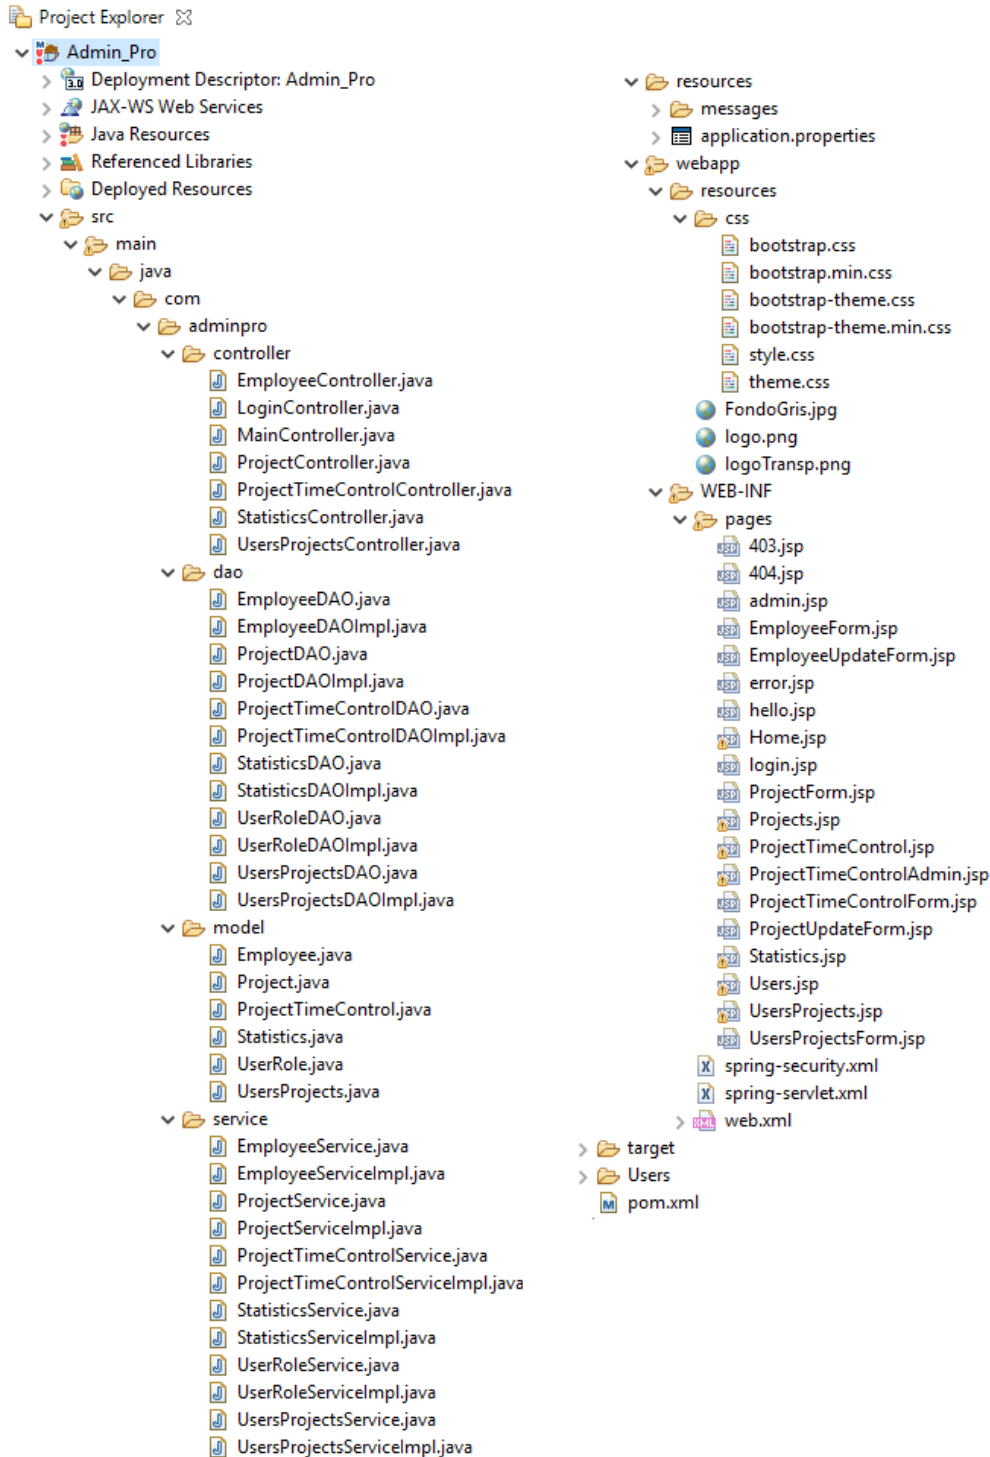 Project Explorer
Admin_Pro
Deployment Descriptor: Admin_Pro
JAX-WS Web Services
Java Resources
Referenced Libraries
Deployed Resources
src
main
java
com
adminpro
controller
EmployeeController.java
LoginController.java
MainController.java
ProjectController.java
ProjectTimeControlController.java
StatisticsController.java
UsersProjectsController.java
dao
EmployeeDAO.java
EmployeeDAOImpl.java
ProjectDAO.java
ProjectDAOImpl.java
ProjectTimeControlDAO.java
ProjectTimeControlDAOImpl.java
StatisticsDAO.java
StatisticsDAOImpl.java
UserRoleDAO.java
UserRoleDAOImpl.java
UsersProjectsDAO.java
UsersProjectsDAOImpl.java
model
Employee.java
Project.java
ProjectTimeControl.java
Statistics.java
UserRole.java
UsersProjects.java
service
EmployeeService.java
EmployeeServiceImpl.java
ProjectService.java
ProjectServiceImpl.java
ProjectTimeControlService.java
ProjectTimeControlServiceImpl.java
StatisticsService.java
StatisticsServiceImpl.java
UserRoleService.java
UserRoleServiceImpl.java
UsersProjectsService.java
UsersProjectsServiceImpl.java
resources
messages
application.properties
webapp
resources
css
bootstrap.css
bootstrap.min.css
bootstrap-theme.css
bootstrap-theme.min.css
style.css
theme.css
FondoGris.jpg
logo.png
logoTransp.png
WEB-INF
pages
403.jsp
404.jsp
admin.jsp
EmployeeForm.jsp
EmployeeUpdateForm.jsp
error.jsp
hello.jsp
Home.jsp
login.jsp
ProjectForm.jsp
Projects.jsp
ProjectTimeControl.jsp
ProjectTimeControlAdmin.jsp
ProjectTimeControlForm.jsp
ProjectUpdateForm.jsp
Statistics.jsp
Users.jsp
UsersProjects.jsp
UsersProjectsForm.jsp
spring-security.xml
spring-servlet.xml
web.xml
target
Users
pom.xml